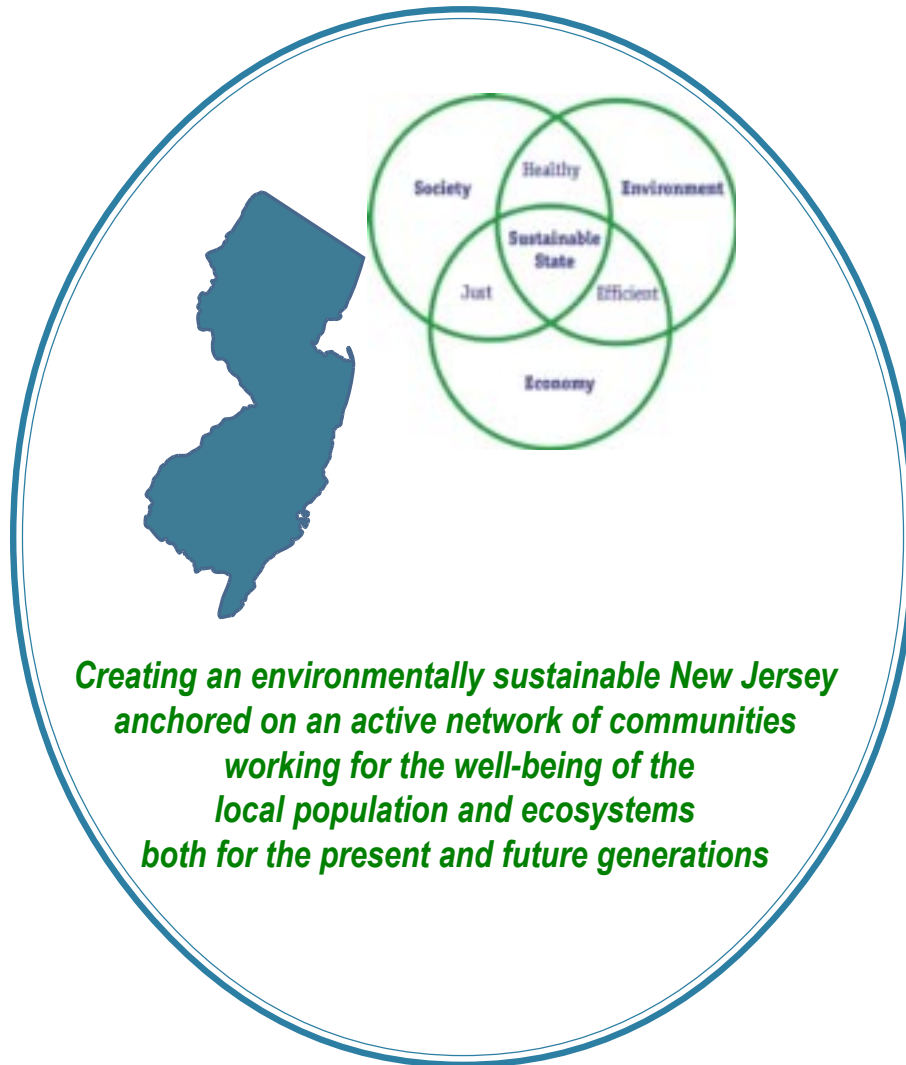 Healthy
Society
Environment
Sustainable
State
Just
Efficient
Economy
Creating an environmentally sustainable New Jersey
anchored on an active network of communities
working for the well-being of the
local population and ecosystems
both for the present and future generations